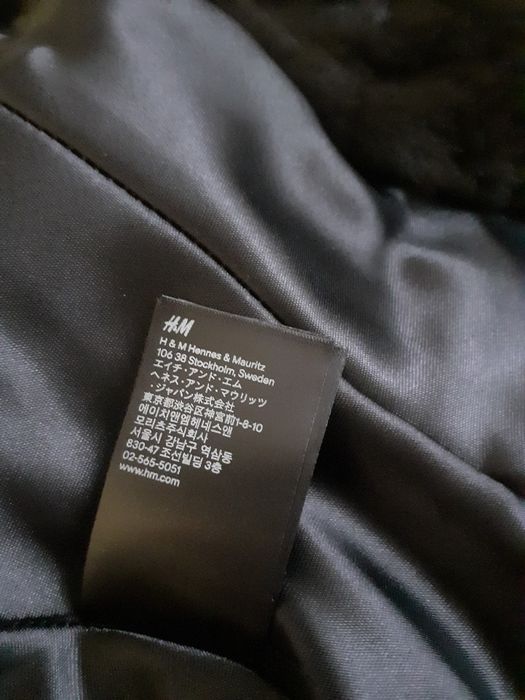 H&M
H & M Hennes & Mauritz
106 38 Stockholm, Sweden
エイチ・アンド・エム
ヘネス・アンド・マウリッツ
・ジャパン株式会社
東京都渋谷区神宮前1-8-10
에이치앤엠헤네스앤
모리츠주식회사
서울시 강남구 역삼동
830-47 조선빌딩 3층
02-565-5051
www.hm.com